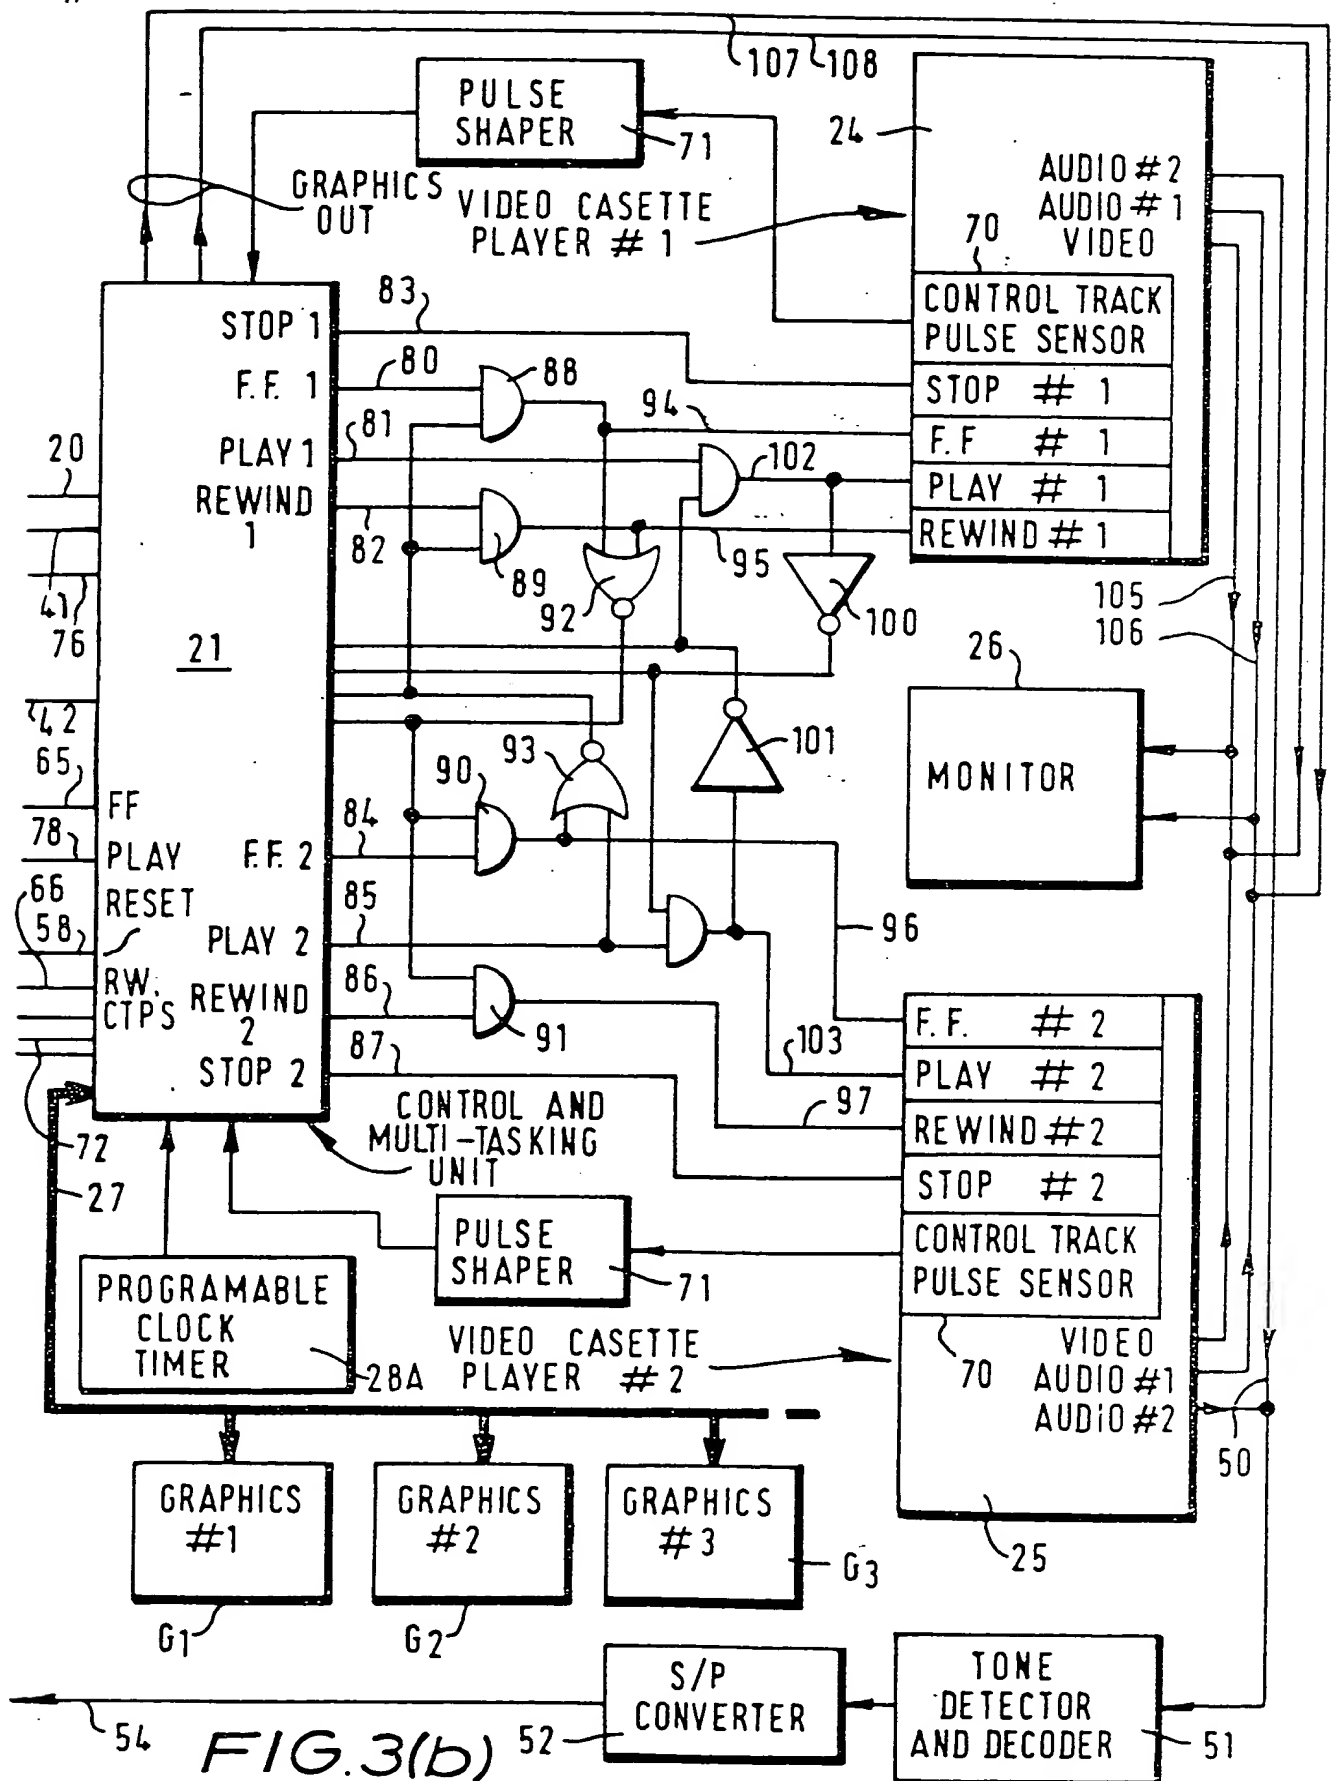 107 108
PULSE
SHAPER
71
24
GRAPHICS
OUT
VIDEO CASETTE
PLAYER # 1
AUDIO # 2
AUDIO # 1
VIDEO
70
CONTROL TRACK
PULSE SENSOR
STOP # 1
F.F # 1
PLAY # 1
REWIND # 1
83
STOP 1
80
F.F. 1
88
81
PLAY 1
94
102
20
REWIND
1
82
89
95
92
100
41
76
21
105
106
26
MONITOR
42
65
FF
93
101
90
78
PLAY
F.F. 2
84
66
RESET
85
58
PLAY 2
96
RW.
CTPS
REWIND
2
86
91
87
STOP 2
103
97
F.F. # 2
PLAY # 2
REWIND #2
STOP # 2
CONTROL TRACK
PULSE SENSOR
70
VIDEO
AUDIO #1
AUDIO #2
50
25
72
27
CONTROL AND
MULTI-TASKING
UNIT
PULSE
SHAPER
71
PROGRAMABLE
CLOCK
TIMER
28A
VIDEO CASETTE
PLAYER # 2
GRAPHICS
#1
G1
GRAPHICS
#2
G2
GRAPHICS
#3
G3
S/P
CONVERTER
52
TONE
DETECTOR
AND DECODER
51
54
FIG. 3(b)